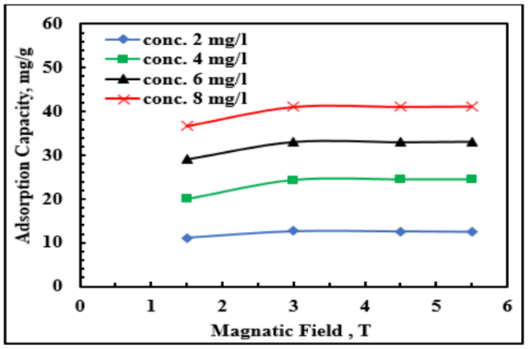 60
50
40
30
20
10
0
Adsorption Capacity, mg/g
conc. 2 mg/l
conc. 4 mg/l
conc. 6 mg/l
conc. 8 mg/l
0 1 2 3 4 5 6
Magnatic Field , T